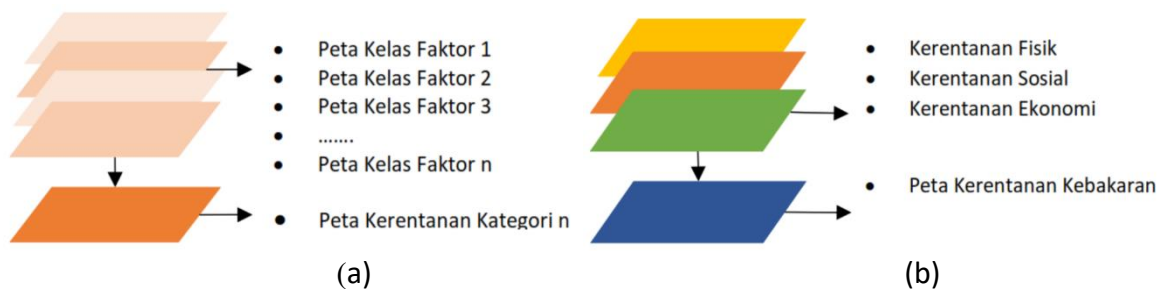 • Peta Kelas Faktor 1
• Peta Kelas Faktor 2
• Peta Kelas Faktor 3
• .......
• Peta Kelas Faktor n
• Peta Kerentanan Kategori n
(a)
• Kerentanan Fisik
• Kerentanan Sosial
• Kerentanan Ekonomi
• Peta Kerentanan Kebakaran
(b)